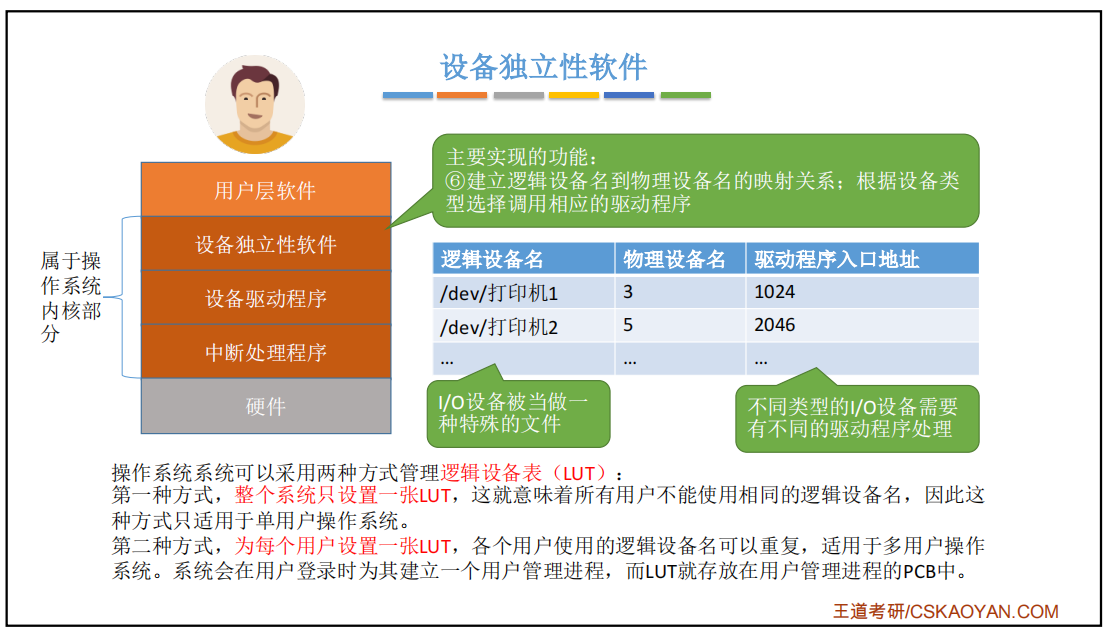 设备独立性软件
主要实现的功能：
⑥建立逻辑设备名到物理设备名的映射关系；根据设备类
型选择调用相应的驱动程序
用户层软件
设备独立性软件
设备驱动程序
中断处理程序
硬件
属于操
作系统
内核部
分
逻辑设备名 物理设备名 驱动程序入口地址
/dev/打印机1 3 1024
/dev/打印机2 5 2046
… … …
I/O设备被当做一
种特殊的文件
不同类型的I/O设备需要
有不同的驱动程序处理
操作系统系统可以采用两种方式管理逻辑设备表（LUT）：
第一种方式，整个系统只设置一张LUT，这就意味着所有用户不能使用相同的逻辑设备名，因此这
种方式只适用于单用户操作系统。
第二种方式，为每个用户设置一张LUT，各个用户使用的逻辑设备名可以重复，适用于多用户操作
系统。系统会在用户登录时为其建立一个用户管理进程，而LUT就存放在用户管理进程的PCB中。
王道考研/CSKAOYAN.COM